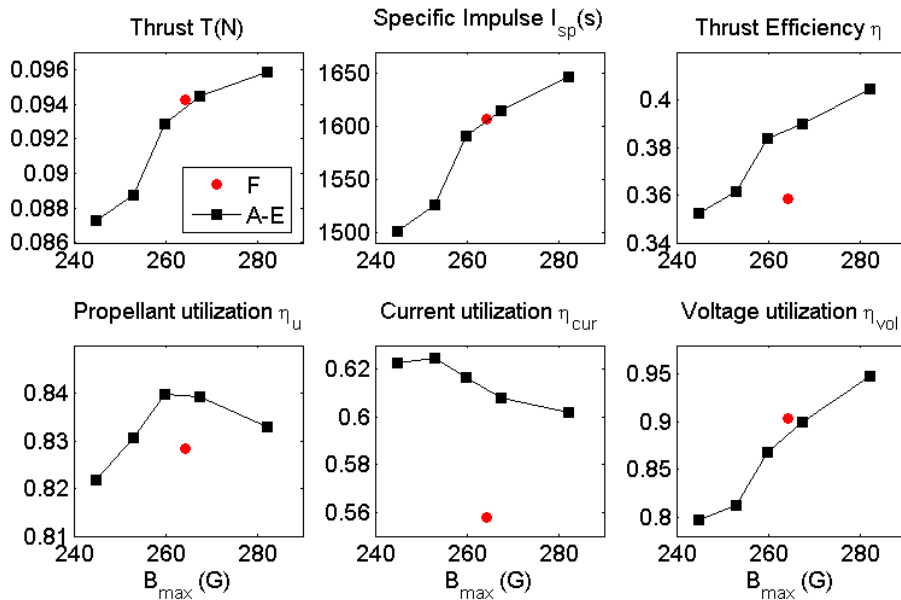 Thrust T(N)
0.096
0.094
0.092
0.09
0.088
0.086
240 260 280
F
A-E
Specific Impulse I_sp(s)
1650
1600
1550
1500
240 260 280
Thrust Efficiency η
0.4
0.38
0.36
0.34
240 260 280
Propellant utilization η_u
0.84
0.83
0.82
0.81
240 260 280
B_max (G)
Current utilization η_cur
0.62
0.6
0.58
0.56
240 260 280
B_max (G)
Voltage utilization η_vol
0.95
0.9
0.85
0.8
240 260 280
B_max (G)